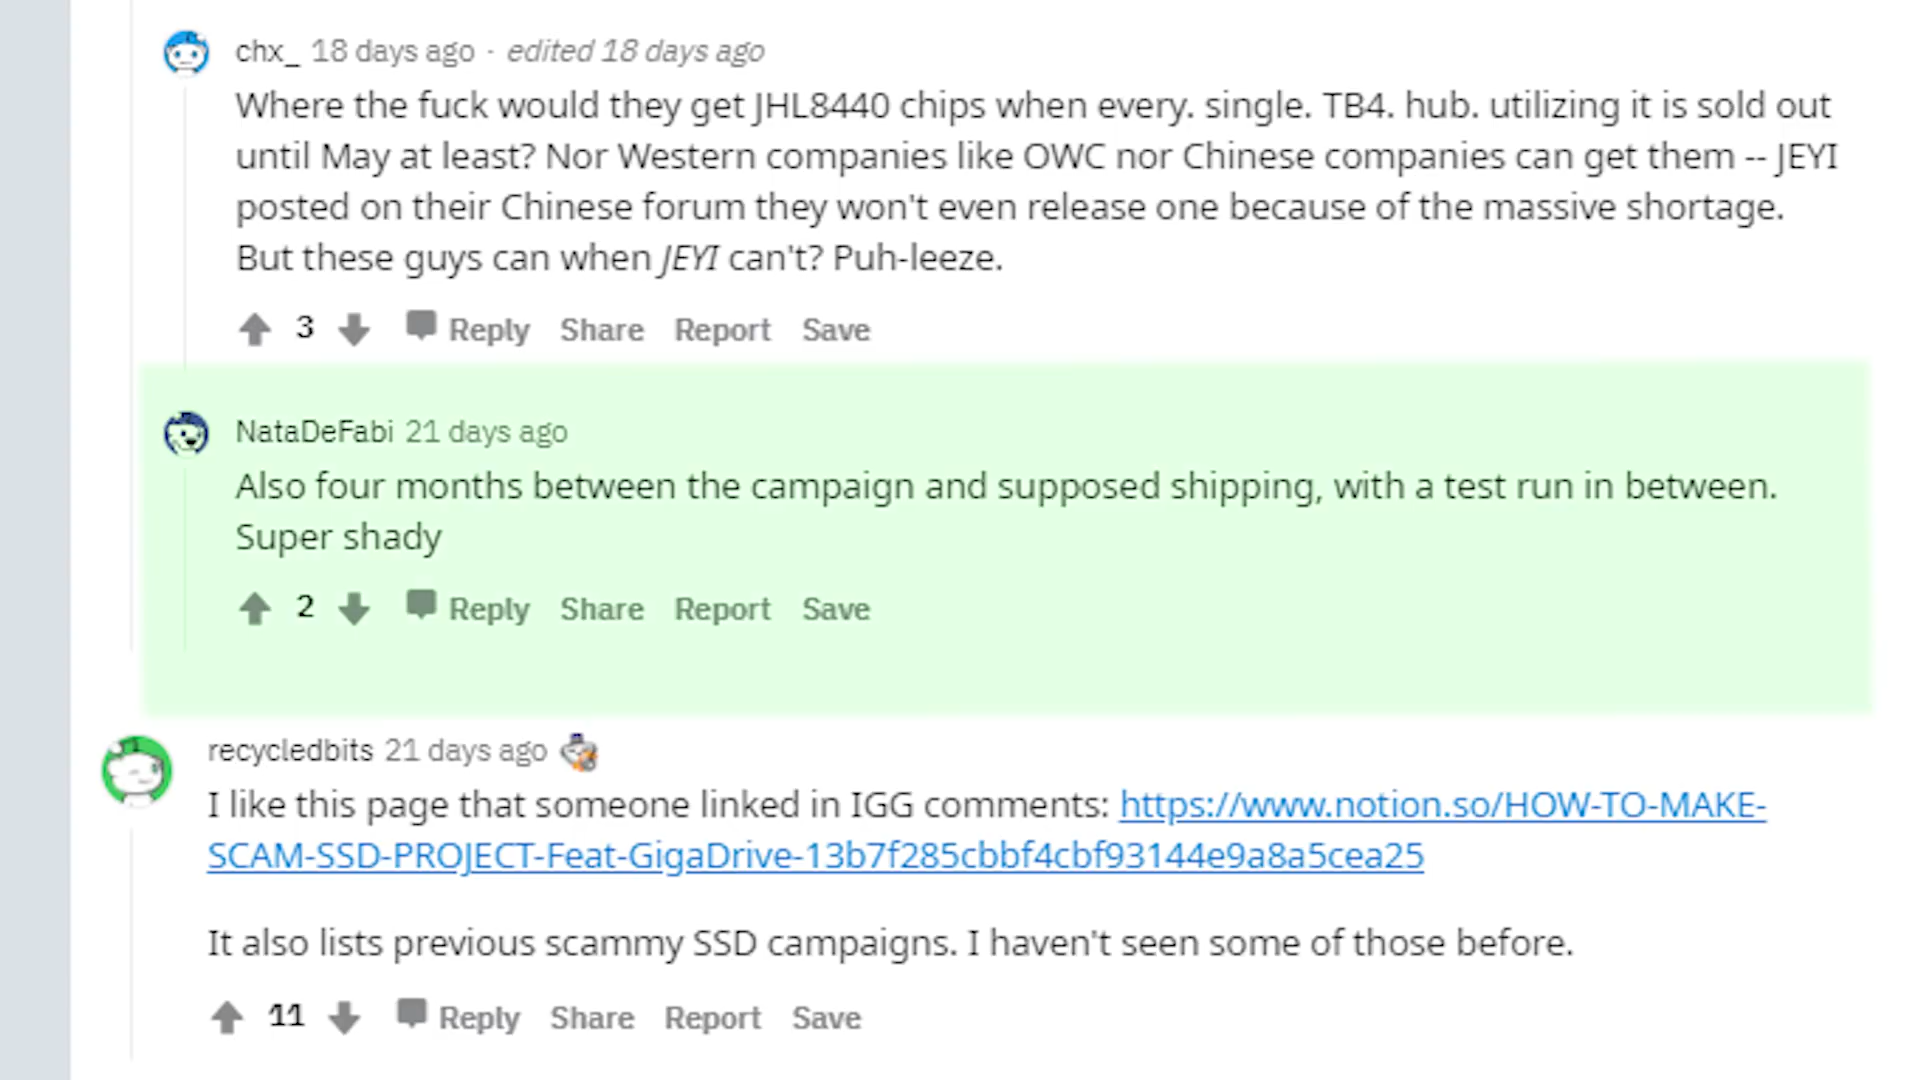 chx_ 18 days ago · edited 18 days ago
Where the fuck would they get JHL8440 chips when every. single. TB4. hub. utilizing it is sold out
until May at least? Nor Western companies like OWC nor Chinese companies can get them -- JEYI
posted on their Chinese forum they won't even release one because of the massive shortage.
But these guys can when JEYI can't? Puh-leeze.
3 Reply Share Report Save
NataDeFabi 21 days ago
Also four months between the campaign and supposed shipping, with a test run in between.
Super shady
2 Reply Share Report Save
recycledbits 21 days ago
I like this page that someone linked in IGG comments: https://www.notion.so/HOW-TO-MAKE-
SCAM-SSD-PROJECT-Feat-GigaDrive-13b7f285cbbf4cbf93144e9a8a5cea25
It also lists previous scammy SSD campaigns. I haven't seen some of those before.
11 Reply Share Report Save